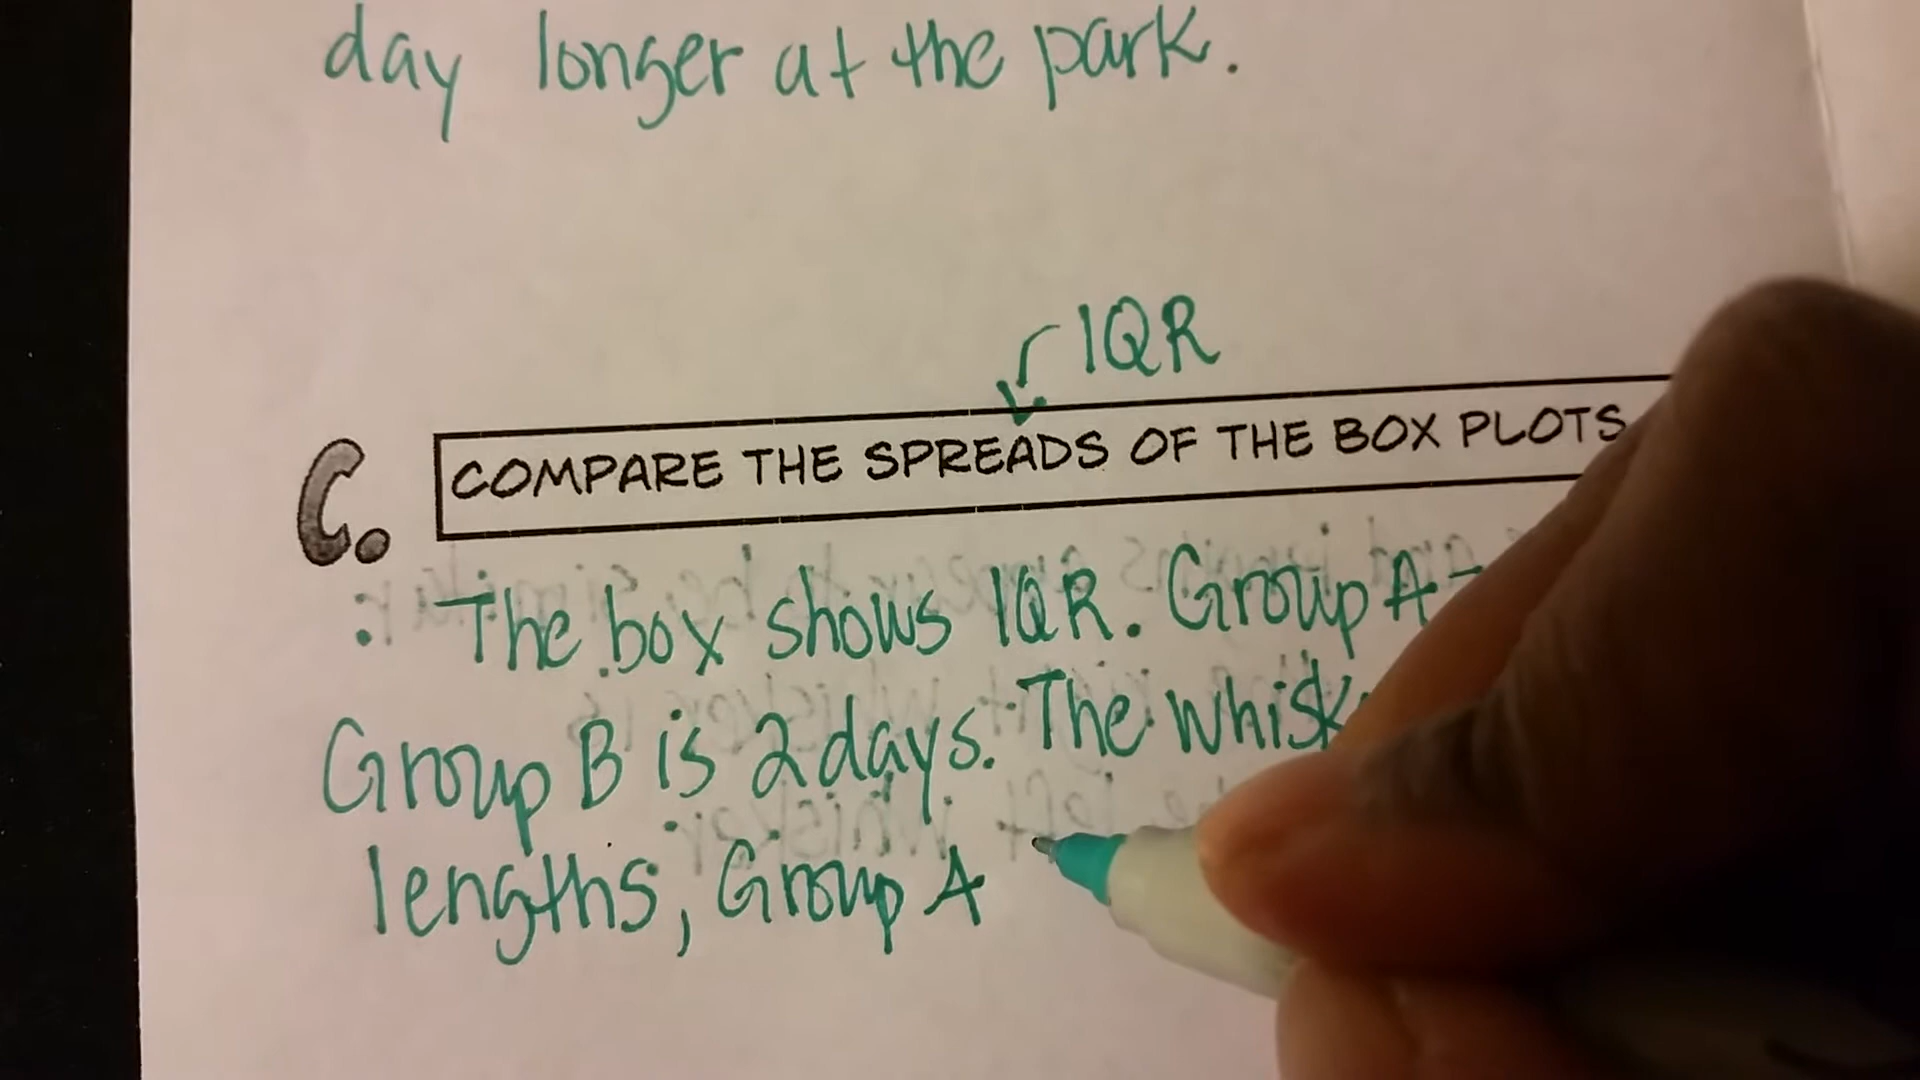 day longer at the park.
IQR
C. COMPARE THE SPREADS OF THE BOX PLOTS
: The box shows IQR. Group A-
Group B is 2 days. The whisk
lengths, Group A